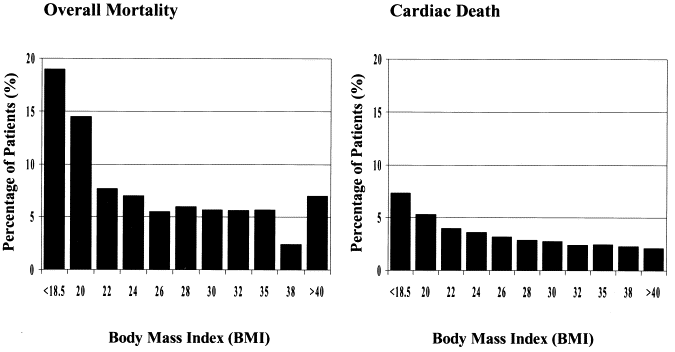 Overall Mortality
Percentage of Patients (%)
20
15
10
5
0
<18.5 20 22 24 26 28 30 32 35 38 >40
Body Mass Index (BMI)
Cardiac Death
Percentage of Patients (%)
20
15
10
5
0
<18.5 20 22 24 26 28 30 32 35 38 >40
Body Mass Index (BMI)